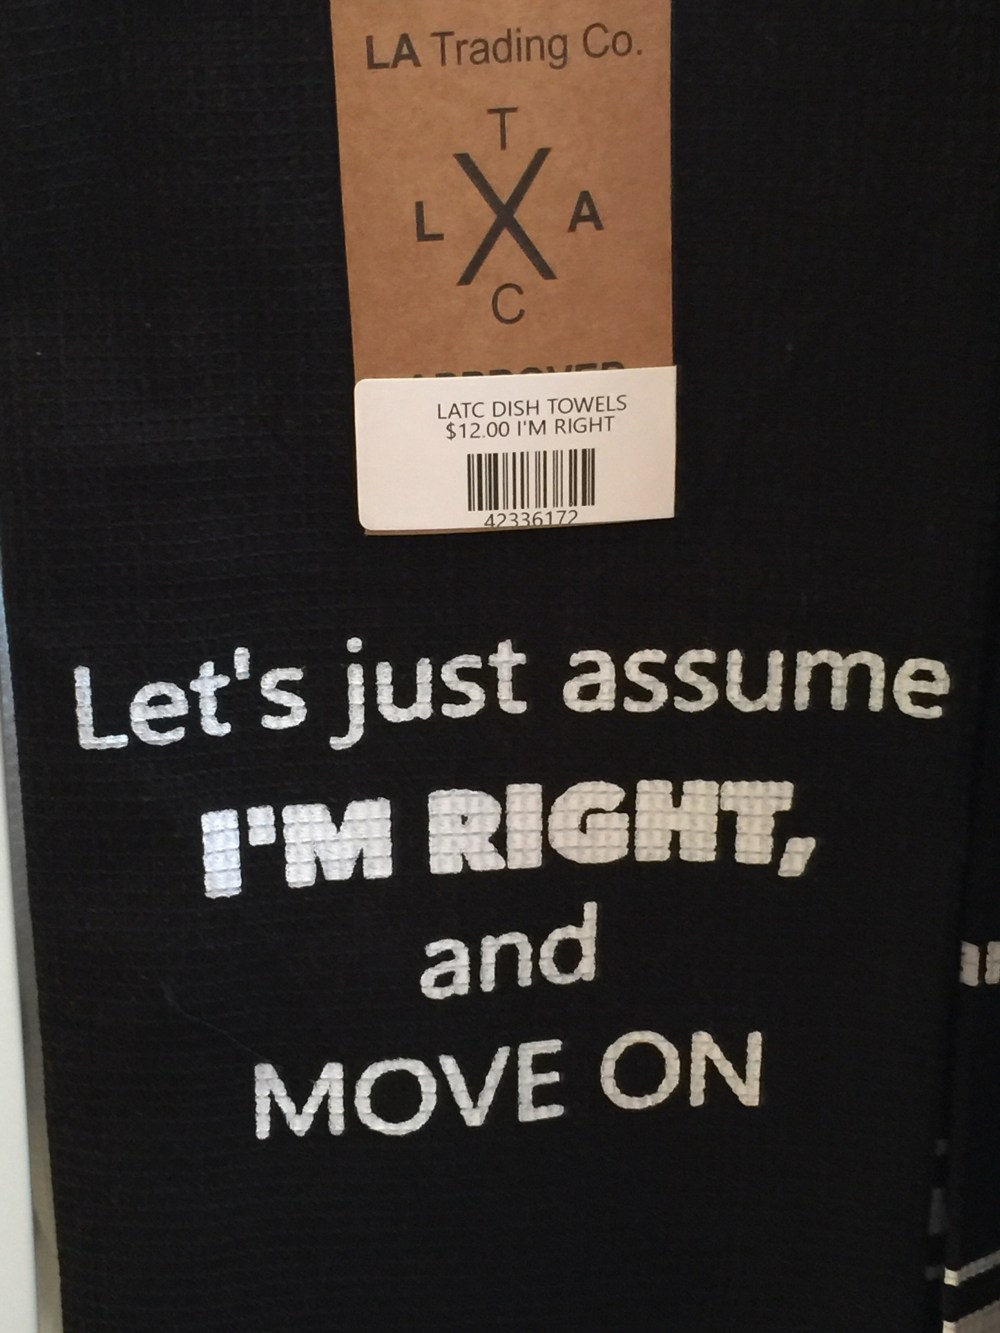 LA Trading Co.
T
L X A
C
LATC DISH TOWELS
$12.00 I'M RIGHT
42336172
Let's just assume
I'M RIGHT,
and
MOVE ON